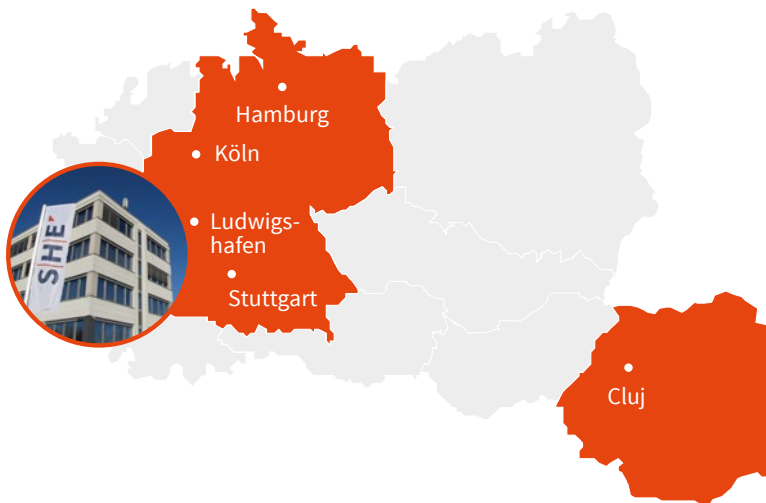 Hamburg
Köln
Ludwigs-
hafen
Stuttgart
SHE
Cluj